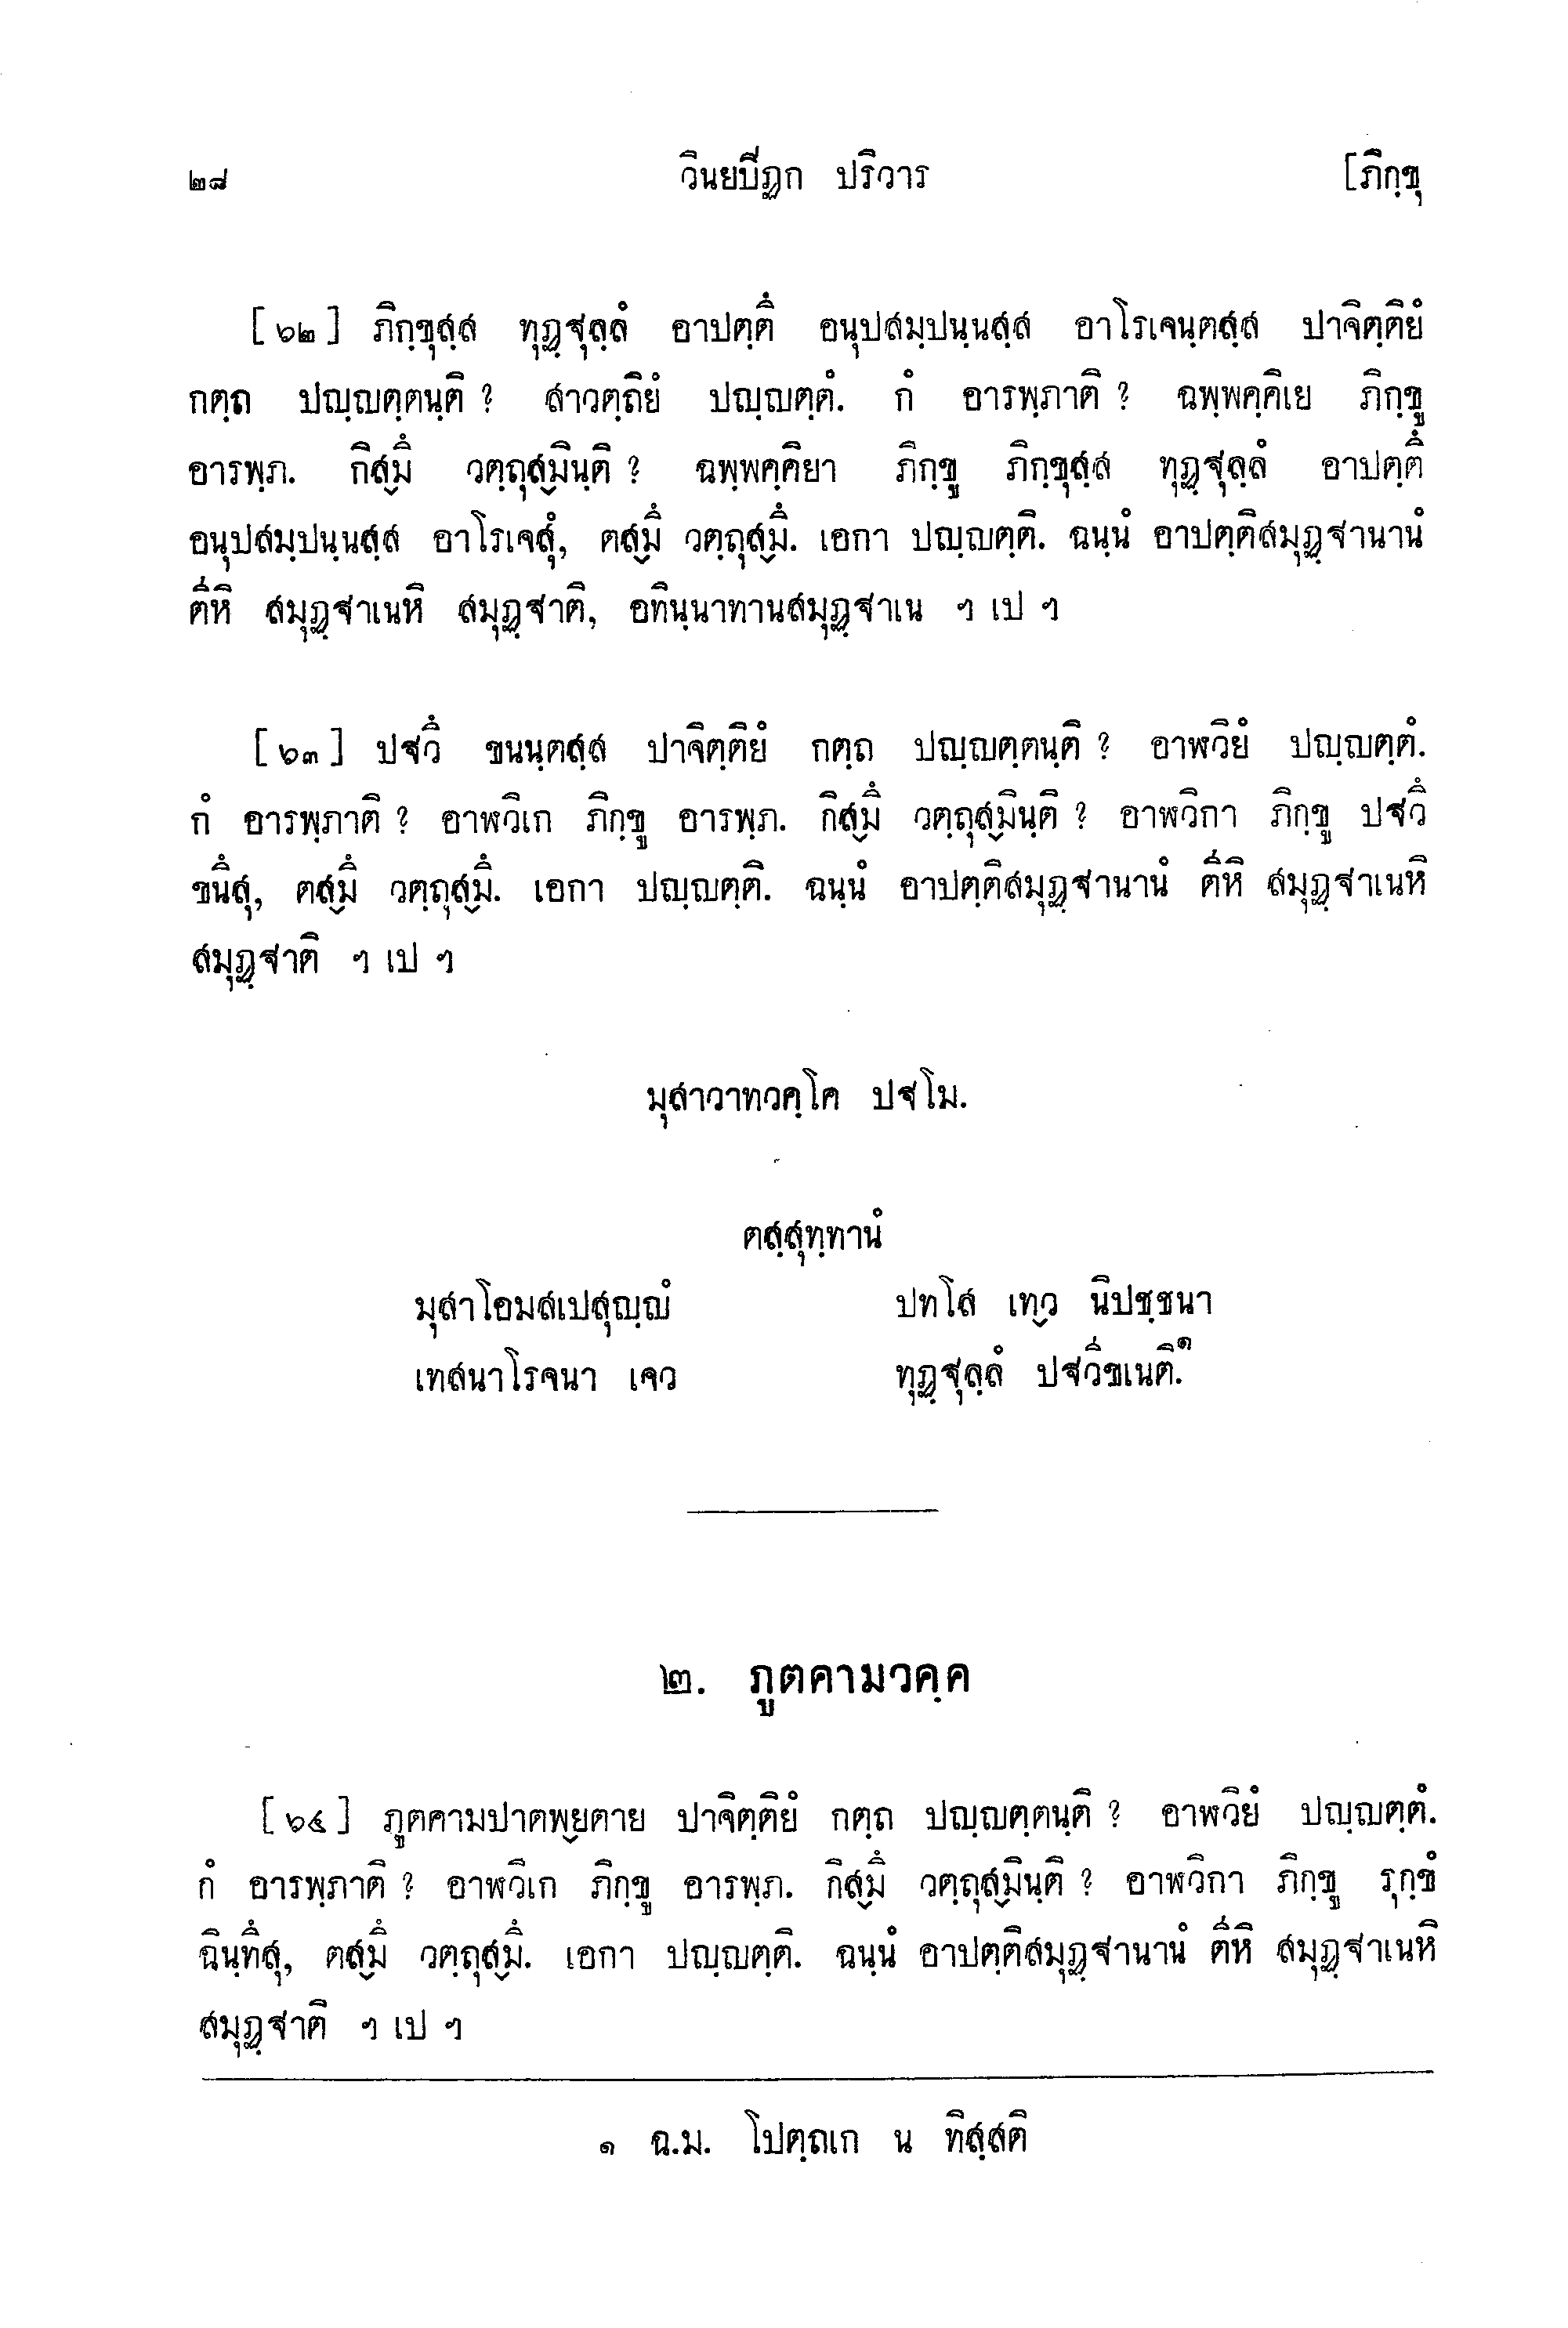 ๒๘ วินยปิฏก ปริวาร [ภิกฺขุ
[๖๒] ภิกฺขุสฺส ทุฏฺฐุลฺลํ อาปตฺตึ อนุปสมฺปนฺนสฺส อาโรเจนฺตสฺส ปาจิตฺติยํ
กตฺถ ปญฺญตฺตนฺติ ? สาวตฺถิยํ ปญฺญตฺตํ. กํ อารพฺภาติ ? ฉพฺพคฺคิเย ภิกฺขู
อารพฺภ. กิสฺมึ วตฺถุสฺมินฺติ ? ฉพฺพคฺคิยา ภิกฺขู ภิกฺขุสฺส ทุฏฺฐุลฺลํ อาปตฺตึ
อนุปสมฺปนฺนสฺส อาโรเจสุํ, ตสฺมึ วตฺถุสฺมึ. เอกา ปญฺญตฺติ. ฉนฺนํ อาปตฺติสมุฏฺฐานานํ
ตีหิ สมุฏฺฐาเนหิ สมุฏฺฐาติ, อทินฺนาทานสมุฏฺฐาเน ฯ เป ฯ
[๖๓] ปฐวึ ขนนฺตสฺส ปาจิตฺติยํ กตฺถ ปญฺญตฺตนฺติ ? อาฬวิยํ ปญฺญตฺตํ.
กํ อารพฺภาติ ? อาฬวิเก ภิกฺขู อารพฺภ. กิสฺมึ วตฺถุสฺมินฺติ ? อาฬวิกา ภิกฺขู ปฐวึ
ขนึสุ, ตสฺมึ วตฺถุสฺมึ. เอกา ปญฺญตฺติ. ฉนฺนํ อาปตฺติสมุฏฺฐานานํ ตีหิ สมุฏฺฐาเนหิ
สมุฏฺฐาติ ฯ เป ฯ
มุสาวาทวคฺโค ปฐโม.
ตสฺสุทฺทานํ
มุสาโอมสเปสุญฺญํ ปทโส เทฺว นิปชฺชนา
เทสนาโรจนา เจว ทุฏฺฐุลฺลํ ปฐวีขเนติ.๑
๒. ภูตคามวคฺค
[๖๔] ภูตคามปาตพฺยตาย ปาจิตฺติยํ กตฺถ ปญฺญตฺตนฺติ ? อาฬวิยํ ปญฺญตฺตํ.
กํ อารพฺภาติ ? อาฬวิเก ภิกฺขู อารพฺภ. กิสฺมึ วตฺถุสฺมินฺติ ? อาฬวิกา ภิกฺขู รุกฺขํ
ฉินฺทึสุ, ตสฺมึ วตฺถุสฺมึ. เอกา ปญฺญตฺติ. ฉนฺนํ อาปตฺติสมุฏฺฐานานํ ตีหิ สมุฏฺฐาเนหิ
สมุฏฺฐาติ ฯ เป ฯ
๑ ฉ.ม. โปตฺถเก น ทิสฺสติ